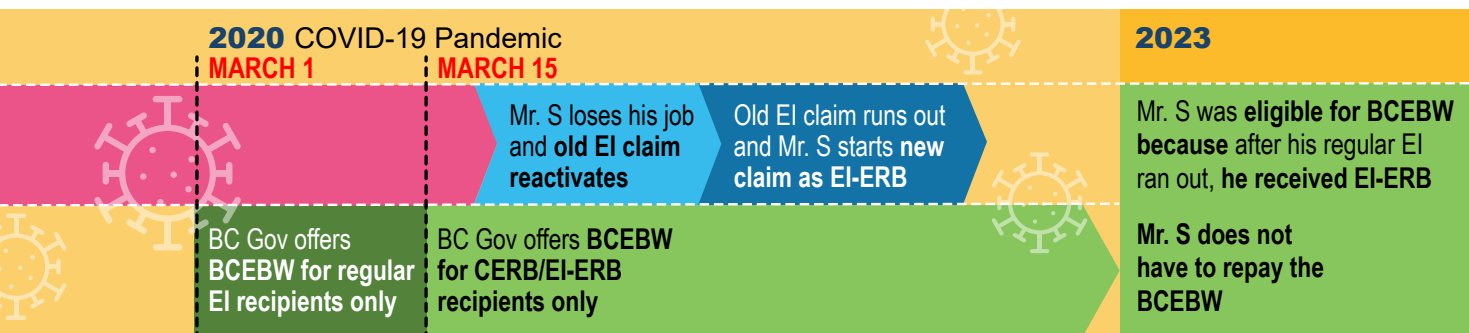 2020 COVID-19 Pandemic
MARCH 1
MARCH 15
Mr. S loses his job
and old EI claim
reactivates
Old EI claim runs out
and Mr. S starts new
claim as EI-ERB
BC Gov offers
BCEBW for regular
EI recipients only
BC Gov offers BCEBW
for CERB/EI-ERB
recipients only
2023
Mr. S was eligible for BCEBW
because after his regular EI
ran out, he received EI-ERB
Mr. S does not
have to repay the
BCEBW